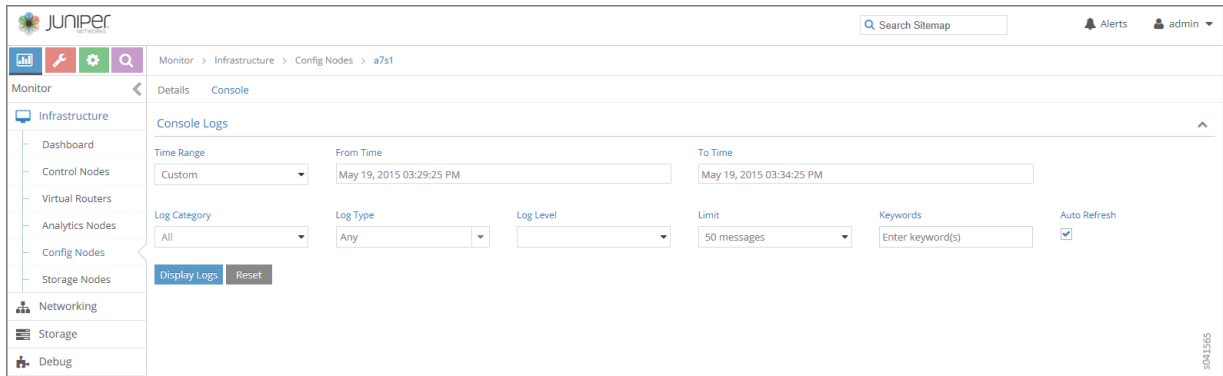 JUNIPER
NETWORKS
Search Sitemap
Alerts
admin
Monitor > Infrastructure > Config Nodes > a7s1
Monitor
Details Console
Infrastructure
Console Logs
Dashboard
Control Nodes
Virtual Routers
Analytics Nodes
Config Nodes
Storage Nodes
Networking
Storage
Debug
Time Range From Time To Time
Custom May 19, 2015 03:29:25 PM May 19, 2015 03:34:25 PM
Log Category Log Type Log Level Limit Keywords Auto Refresh
All Any 50 messages Enter keyword(s)
Display Logs Reset
s041565